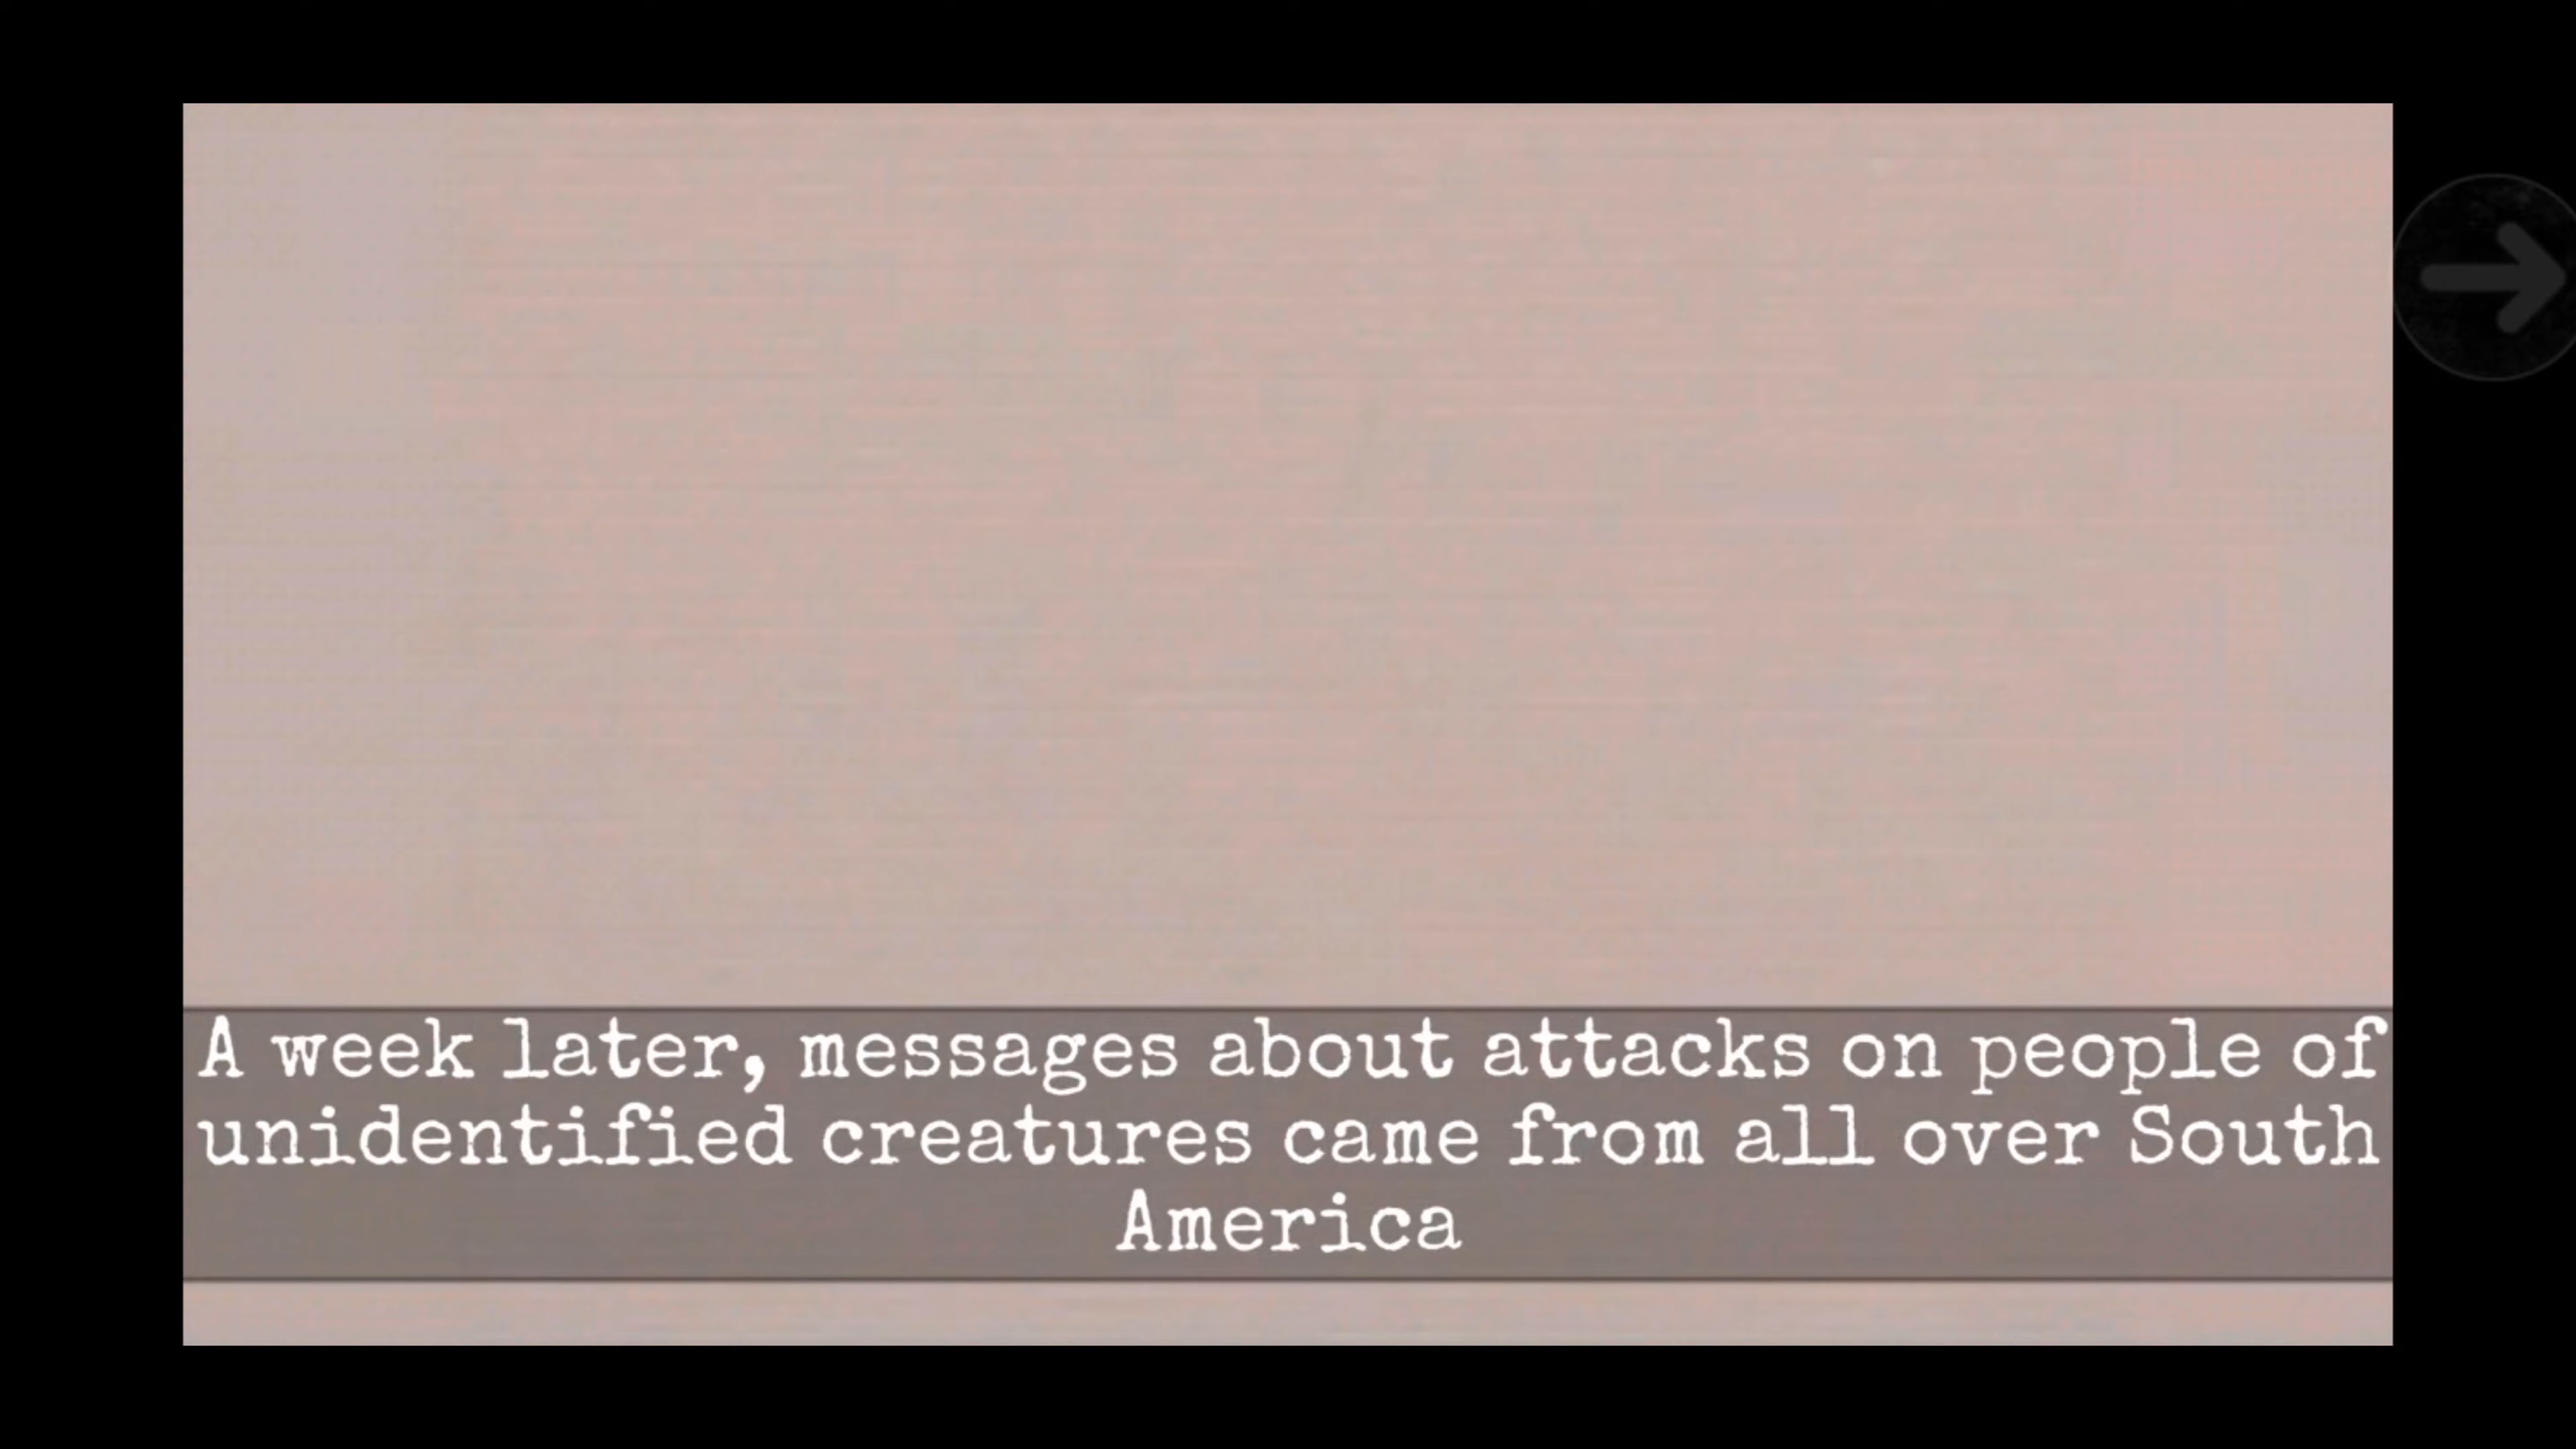 A week later, messages about attacks on people of
unidentified creatures came from all over South
America